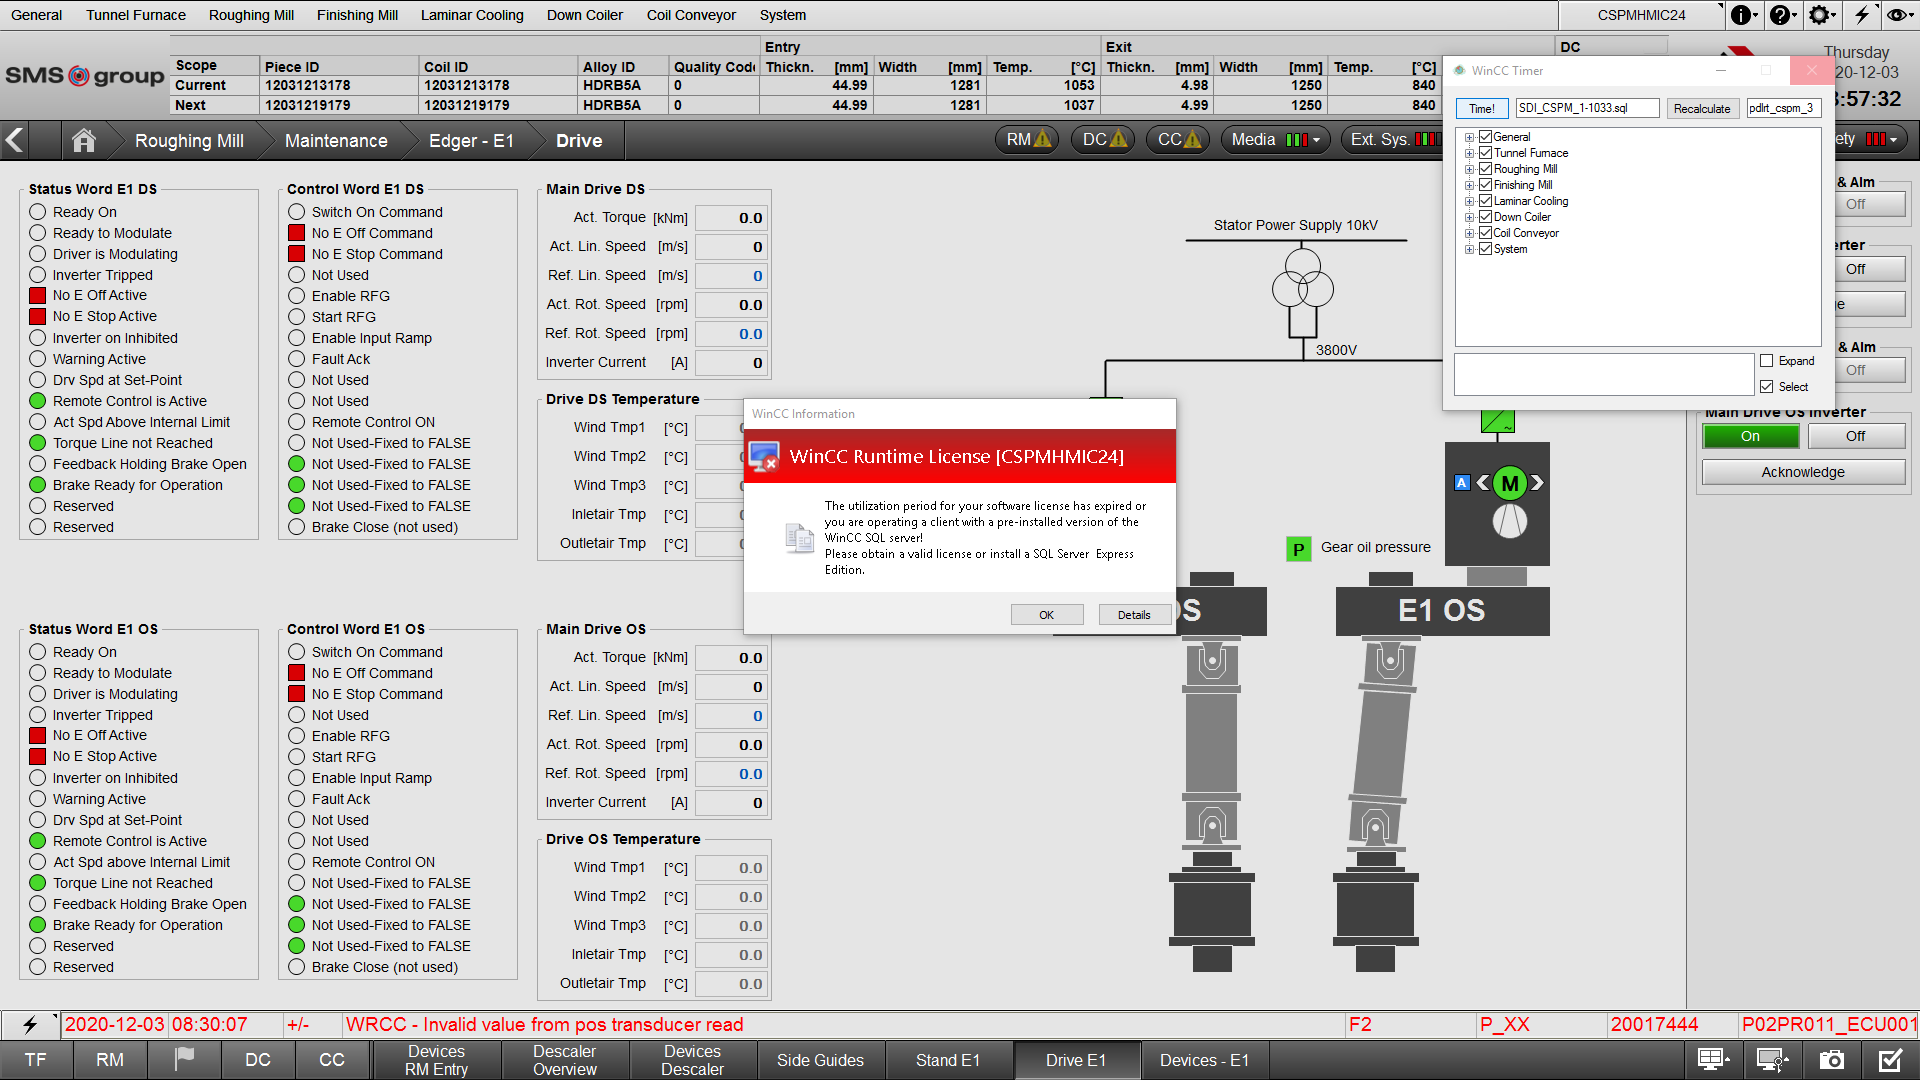 General Tunnel Furnace Roughing Mill Finishing Mill Laminar Cooling Down Coiler Coil Conveyor System CSPMHMIC24
SMS group
Entry Exit DC
Scope Piece ID Coil ID Alloy ID Quality Code Thickn. [mm] Width [mm] Temp. [°C] Thickn. [mm] Width [mm] Temp. [°C]
Current 12031213178 12031213178 HDRB5A 0 44.99 1281 1053 4.98 1250 840
Next 12031219179 12031219179 HDRB5A 0 44.99 1281 1037 4.99 1250 840
Thursday
20-12-03
:57:32
Roughing Mill Maintenance Edger - E1 Drive RM DC CC Media Ext. Sys. ety
WinCC Timer
Time! SDI_CSPM_1-1033.sql Recalculate pdlrt_cspm_3
General
Tunnel Furnace
Roughing Mill
Finishing Mill
Laminar Cooling
Down Coiler
Coil Conveyor
System
Expand
Select
Status Word E1 DS
Ready On
Ready to Modulate
Driver is Modulating
Inverter Tripped
No E Off Active
No E Stop Active
Inverter on Inhibited
Warning Active
Drv Spd at Set-Point
Remote Control is Active
Act Spd Above Internal Limit
Torque Line not Reached
Feedback Holding Brake Open
Brake Ready for Operation
Reserved
Reserved
Control Word E1 DS
Switch On Command
No E Off Command
No E Stop Command
Not Used
Enable RFG
Start RFG
Enable Input Ramp
Fault Ack
Not Used
Not Used
Remote Control ON
Not Used-Fixed to FALSE
Not Used-Fixed to FALSE
Not Used-Fixed to FALSE
Not Used-Fixed to FALSE
Brake Close (not used)
Main Drive DS
Act. Torque [kNm] 0.0
Act. Lin. Speed [m/s] 0
Ref. Lin. Speed [m/s] 0
Act. Rot. Speed [rpm] 0.0
Ref. Rot. Speed [rpm] 0.0
Inverter Current [A] 0
Drive DS Temperature
Wind Tmp1 [°C]
Wind Tmp2 [°C]
Wind Tmp3 [°C]
Inletair Tmp [°C]
Outletair Tmp [°C]
Stator Power Supply 10kV
3800V
& Alm
Off
erter
Off
ge
& Alm
Off
Main Drive OS Inverter
On Off
Acknowledge
WinCC Information
WinCC Runtime License [CSPMHMIC24]
The utilization period for your software license has expired or
you are operating a client with a pre-installed version of the
WinCC SQL server!
Please obtain a valid license or install a SQL Server Express
Edition.
OK Details
A M
P Gear oil pressure
OS E1 OS
Status Word E1 OS
Ready On
Ready to Modulate
Driver is Modulating
Inverter Tripped
No E Off Active
No E Stop Active
Inverter on Inhibited
Warning Active
Drv Spd at Set-Point
Remote Control is Active
Act Spd above Internal Limit
Torque Line not Reached
Feedback Holding Brake Open
Brake Ready for Operation
Reserved
Reserved
Control Word E1 OS
Switch On Command
No E Off Command
No E Stop Command
Not Used
Enable RFG
Start RFG
Enable Input Ramp
Fault Ack
Not Used
Not Used
Remote Control ON
Not Used-Fixed to FALSE
Not Used-Fixed to FALSE
Not Used-Fixed to FALSE
Not Used-Fixed to FALSE
Brake Close (not used)
Main Drive OS
Act. Torque [kNm] 0.0
Act. Lin. Speed [m/s] 0
Ref. Lin. Speed [m/s] 0
Act. Rot. Speed [rpm] 0.0
Ref. Rot. Speed [rpm] 0.0
Inverter Current [A] 0
Drive OS Temperature
Wind Tmp1 [°C] 0.0
Wind Tmp2 [°C] 0.0
Wind Tmp3 [°C] 0.0
Inletair Tmp [°C] 0.0
Outletair Tmp [°C] 0.0
2020-12-03 08:30:07 +/- WRCC - Invalid value from pos transducer read F2 P_XX 20017444 P02PR011_ECU001
TF RM DC CC Devices RM Entry Descaler Overview Devices Descaler Side Guides Stand E1 Drive E1 Devices - E1